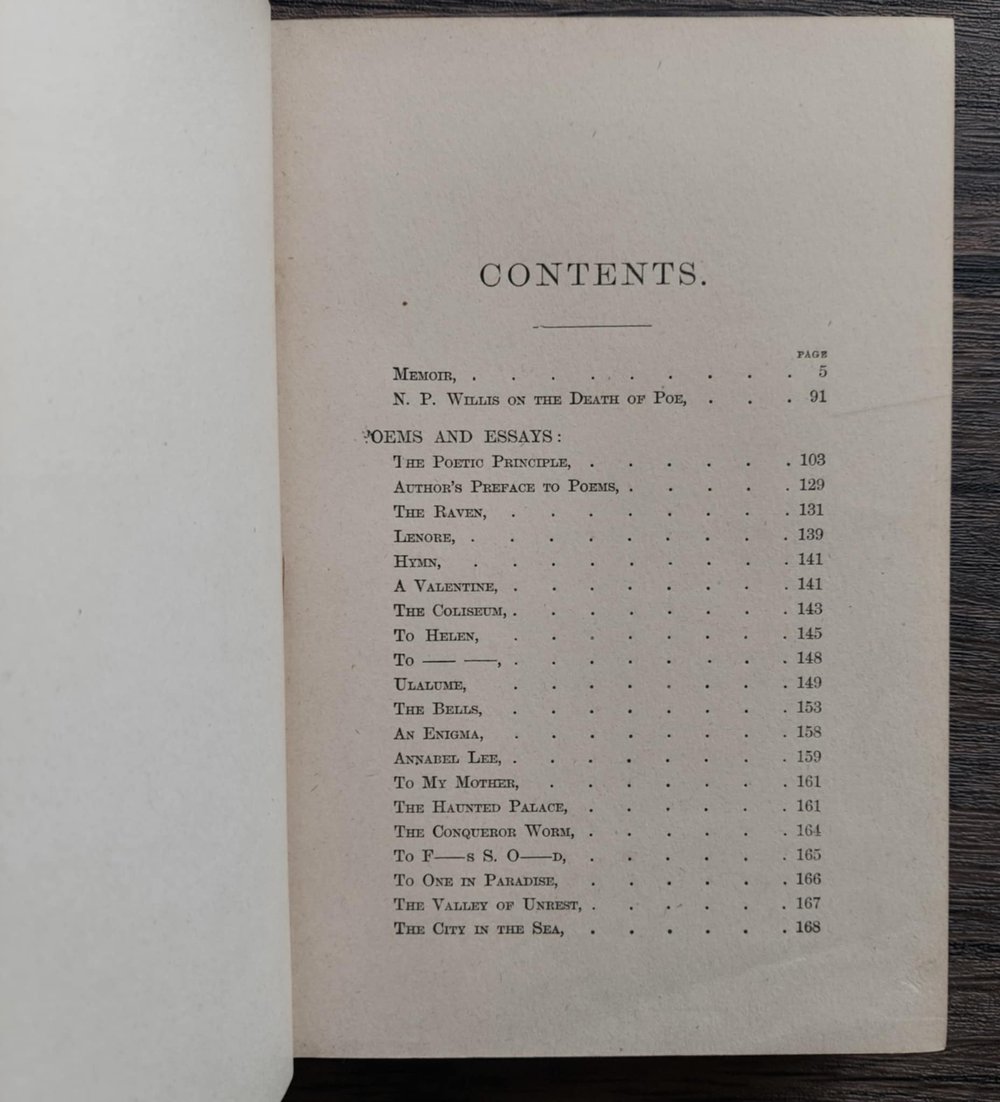 CONTENTS.
PAGE
MEMOIR, . . . . . . . . . 5
N. P. WILLIS ON THE DEATH OF POE, . . . 91
POEMS AND ESSAYS:
THE POETIC PRINCIPLE, . . . . . . 103
AUTHOR'S PREFACE TO POEMS, . . . . . 129
THE RAVEN, . . . . . . . . 131
LENORE, . . . . . . . . . 139
HYMN, . . . . . . . . . 141
A VALENTINE, . . . . . . . . 141
THE COLISEUM, . . . . . . . . 143
TO HELEN, . . . . . . . . 145
TO —— ——, . . . . . . . . 148
ULALUME, . . . . . . . . 149
THE BELLS, . . . . . . . . 153
AN ENIGMA, . . . . . . . . 158
ANNABEL LEE, . . . . . . . . 159
TO MY MOTHER, . . . . . . . 161
THE HAUNTED PALACE, . . . . . . 161
THE CONQUEROR WORM, . . . . . . 164
TO F——S S. O——D, . . . . . . 165
TO ONE IN PARADISE, . . . . . . 166
THE VALLEY OF UNREST, . . . . . . 167
THE CITY IN THE SEA, . . . . . . 168